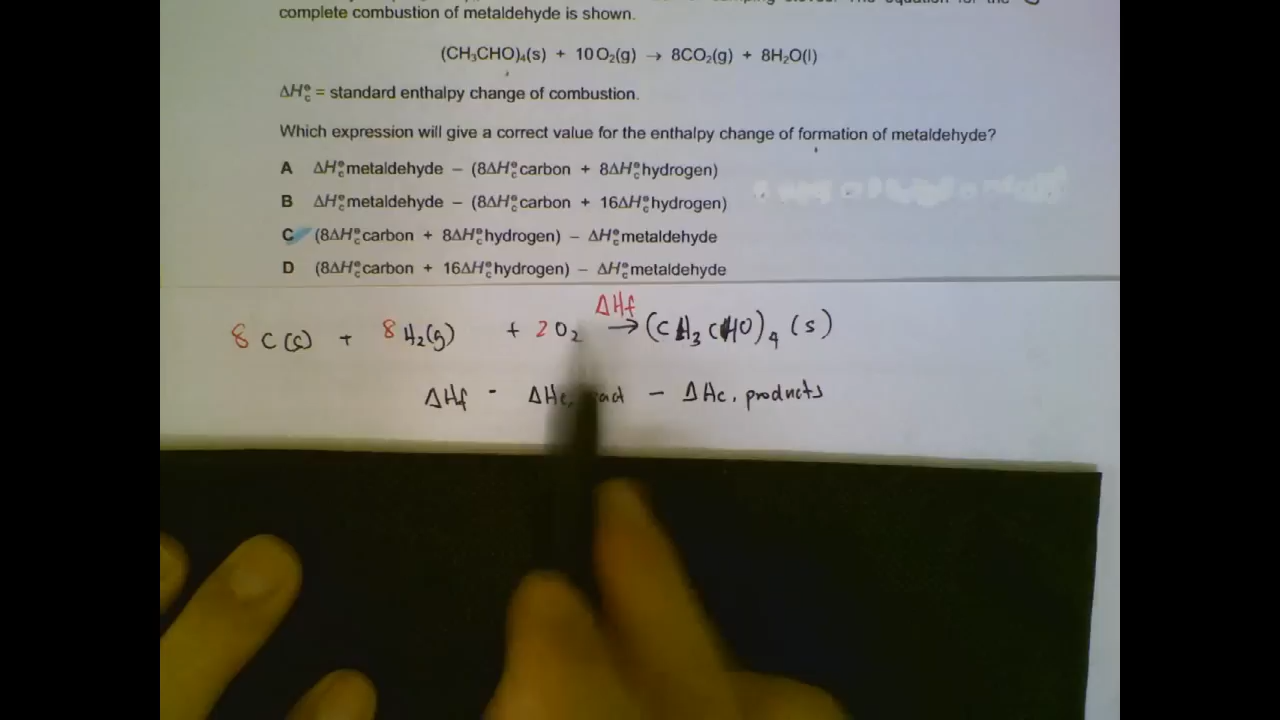 complete combustion of metaldehyde is shown.
(CH₃CHO)₄(s) + 10O₂(g) → 8CO₂(g) + 8H₂O(l)
ΔH°c = standard enthalpy change of combustion.
Which expression will give a correct value for the enthalpy change of formation of metaldehyde?
A ΔH°c metaldehyde – (8ΔH°c carbon + 8ΔH°c hydrogen)
B ΔH°c metaldehyde – (8ΔH°c carbon + 16ΔH°c hydrogen)
C (8ΔH°c carbon + 8ΔH°c hydrogen) – ΔH°c metaldehyde
D (8ΔH°c carbon + 16ΔH°c hydrogen) – ΔH°c metaldehyde
ΔHf
8 C(s) + 8 H₂(g) + 2O₂ → (CH₃CHO)₄ (s)
ΔHf - ΔHc, – ΔHc, products